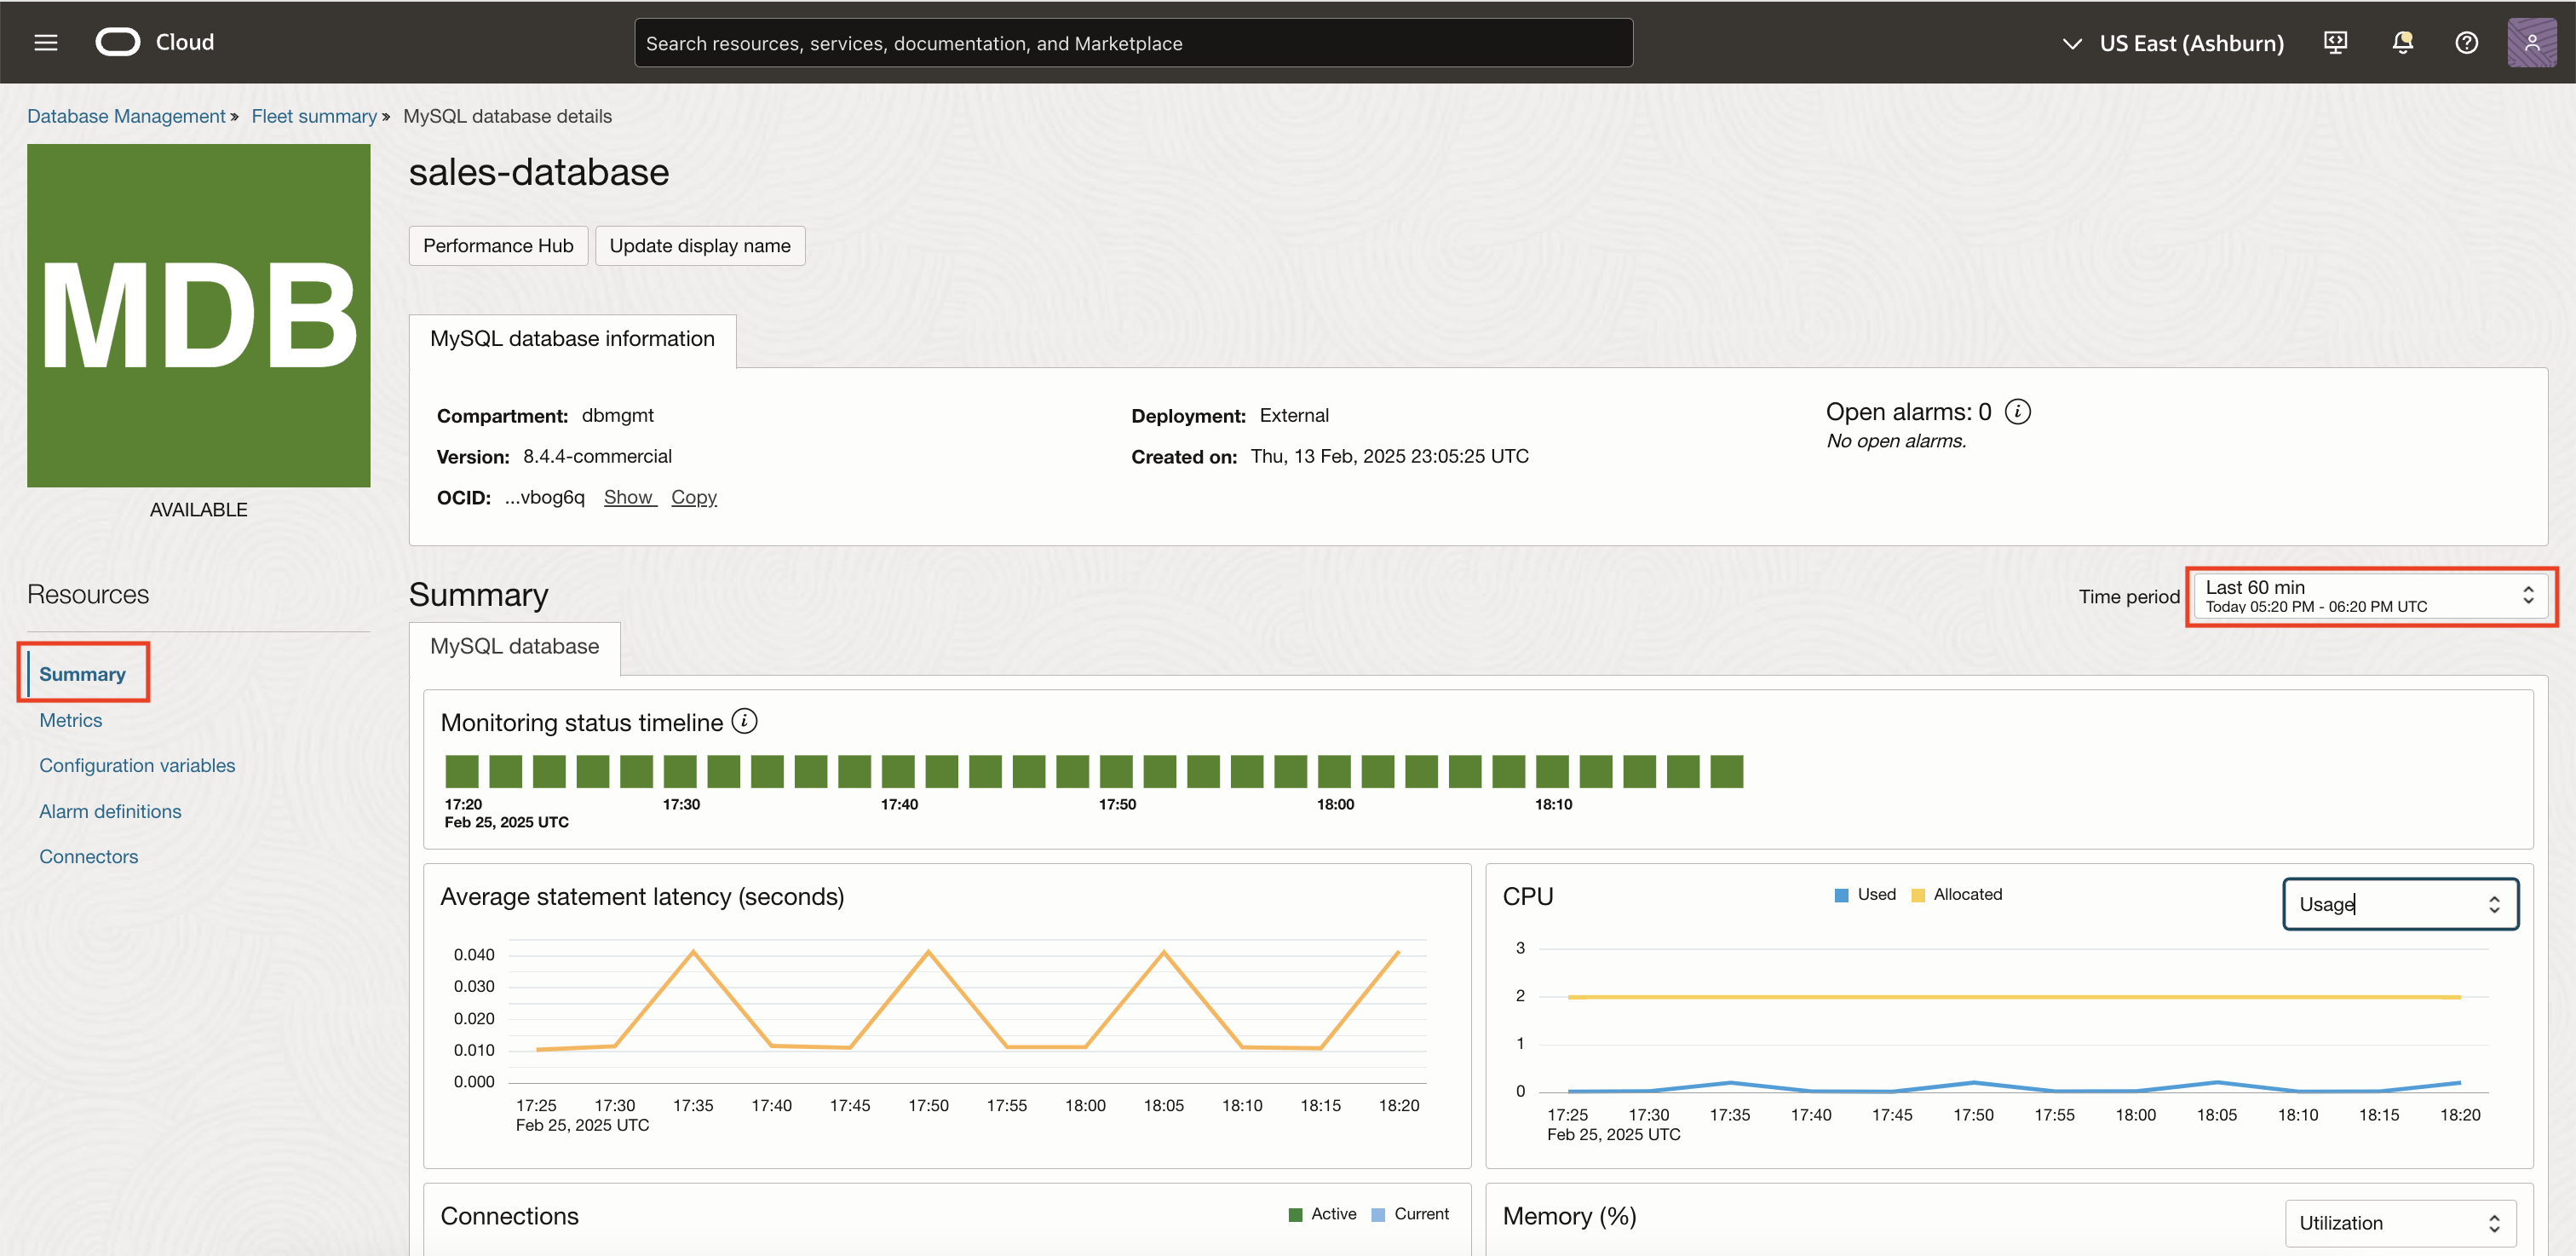 Cloud
Search resources, services, documentation, and Marketplace
US East (Ashburn)
Database Management » Fleet summary » MySQL database details
MDB
AVAILABLE
sales-database
Performance Hub Update display name
MySQL database information
Compartment: dbmgmt
Version: 8.4.4-commercial
OCID: ...vbog6q Show Copy
Deployment: External
Created on: Thu, 13 Feb, 2025 23:05:25 UTC
Open alarms: 0
No open alarms.
Resources
Summary
Metrics
Configuration variables
Alarm definitions
Connectors
Summary
Time period
Last 60 min
Today 05:20 PM - 06:20 PM UTC
MySQL database
Monitoring status timeline
17:20 17:30 17:40 17:50 18:00 18:10
Feb 25, 2025 UTC
Average statement latency (seconds)
0.040
0.030
0.020
0.010
0.000
17:25 17:30 17:35 17:40 17:45 17:50 17:55 18:00 18:05 18:10 18:15 18:20
Feb 25, 2025 UTC
CPU
Used Allocated
Usage
3
2
1
0
17:25 17:30 17:35 17:40 17:45 17:50 17:55 18:00 18:05 18:10 18:15 18:20
Feb 25, 2025 UTC
Connections
Active Current
Memory (%)
Utilization